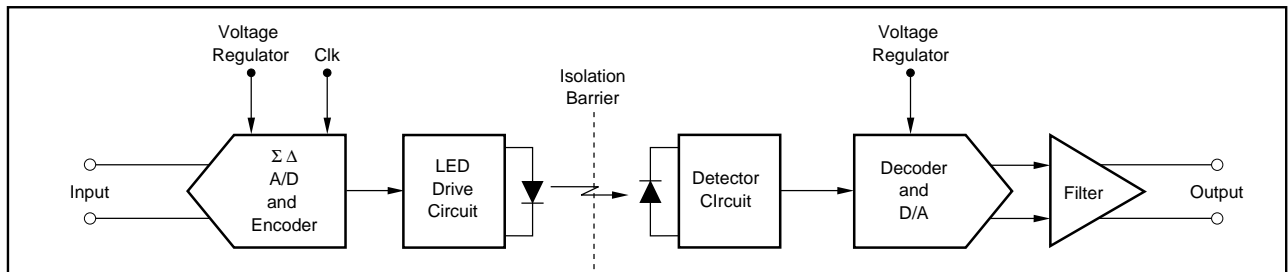 Voltage
Regulator
Clk
Isolation
Barrier
Voltage
Regulator
Input
Σ Δ
A/D
and
Encoder
LED
Drive
Circuit
Detector
CIrcuit
Decoder
and
D/A
Filter
Output